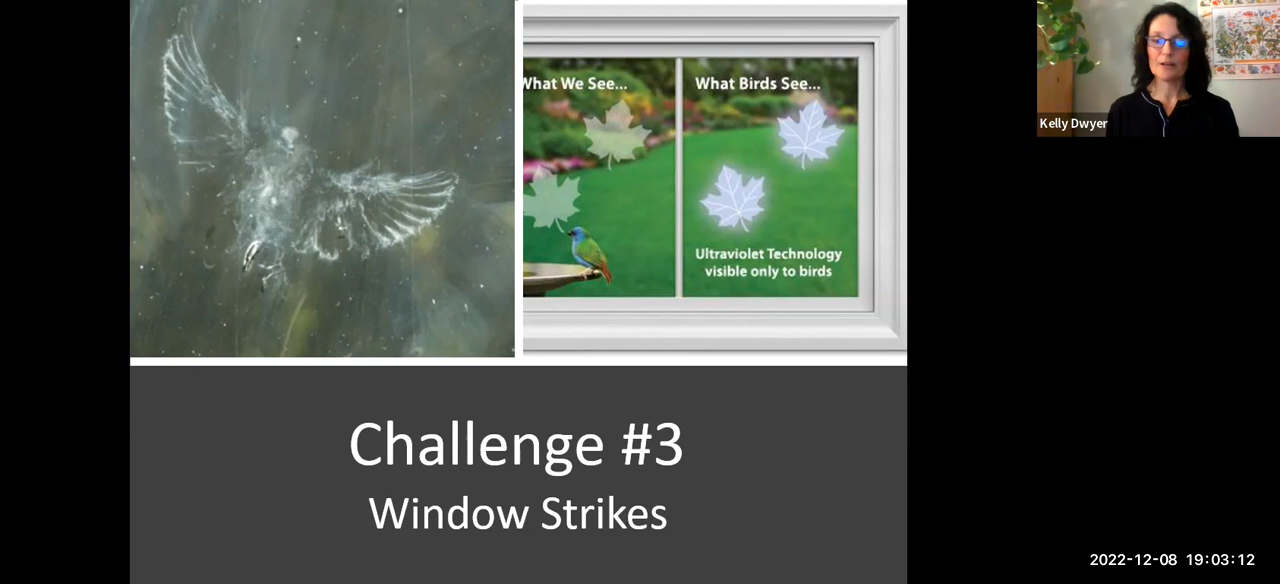 What We See...
What Birds See...
Ultraviolet Technology
visible only to birds
Kelly Dwyer
Challenge #3
Window Strikes
2022-12-08 19:03:12